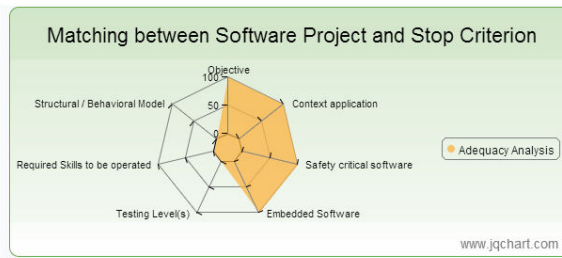 Matching between Software Project and Stop Criterion
Objective
100
50
0
Structural / Behavioral Model
Context application
Required Skills to be operated
Safety critical software
Adequacy Analysis
Testing Level(s)
Embedded Software
www.jqchart.com